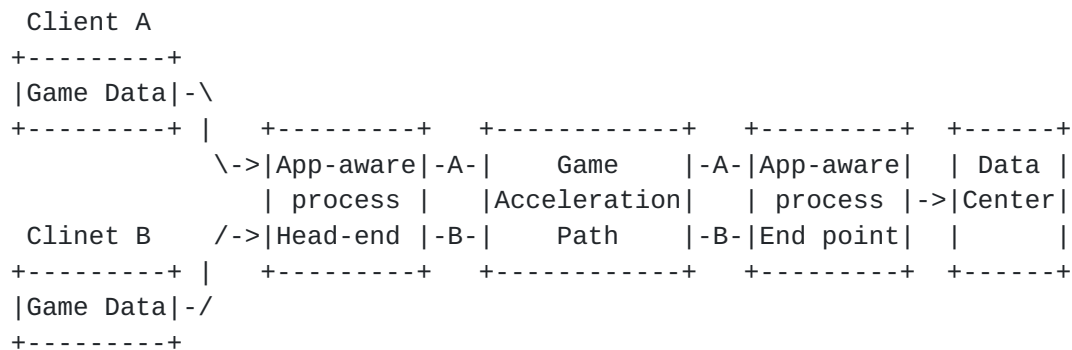 Client A
+---------+
|Game Data|-\
+---------+ |   +---------+   +------------+   +---------+  +------+
             \->|App-aware|-A-|    Game    |-A-|App-aware|  | Data |
                | process |   |Acceleration|   | process |->|Center|
 Clinet B    /->|Head-end |-B-|    Path    |-B-|End point|  |      |
+---------+ |   +---------+   +------------+   +---------+  +------+
|Game Data|-/
+---------+